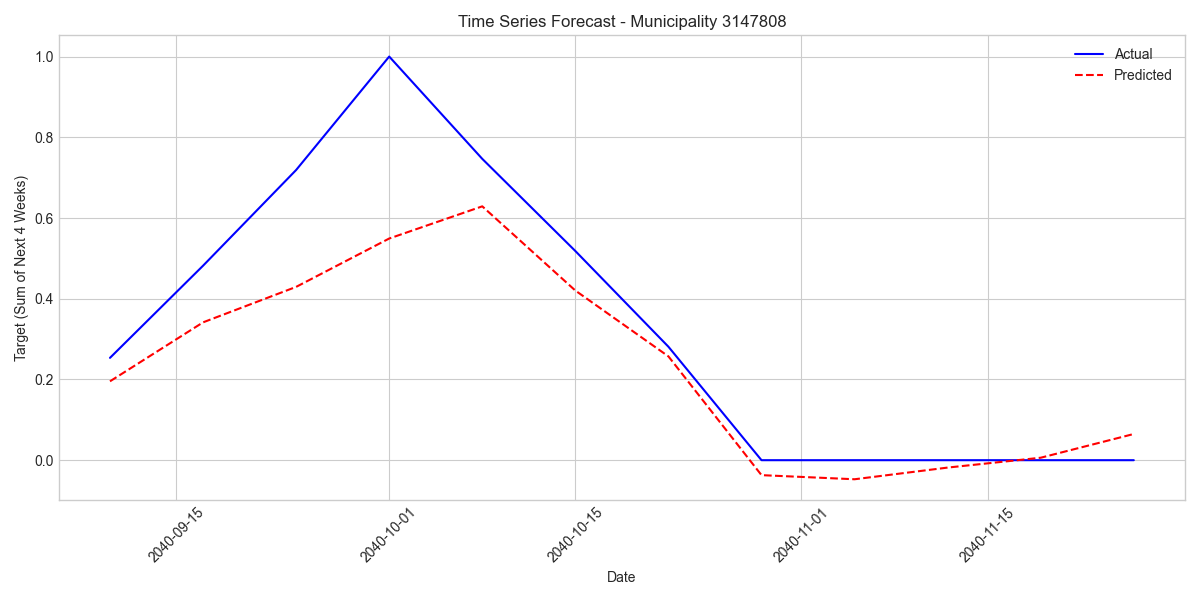 Time Series Forecast - Municipality 3147808
Actual
Predicted
Target (Sum of Next 4 Weeks)
1.0
0.8
0.6
0.4
0.2
0.0
2040-09-15
2040-10-01
2040-10-15
2040-11-01
2040-11-15
Date